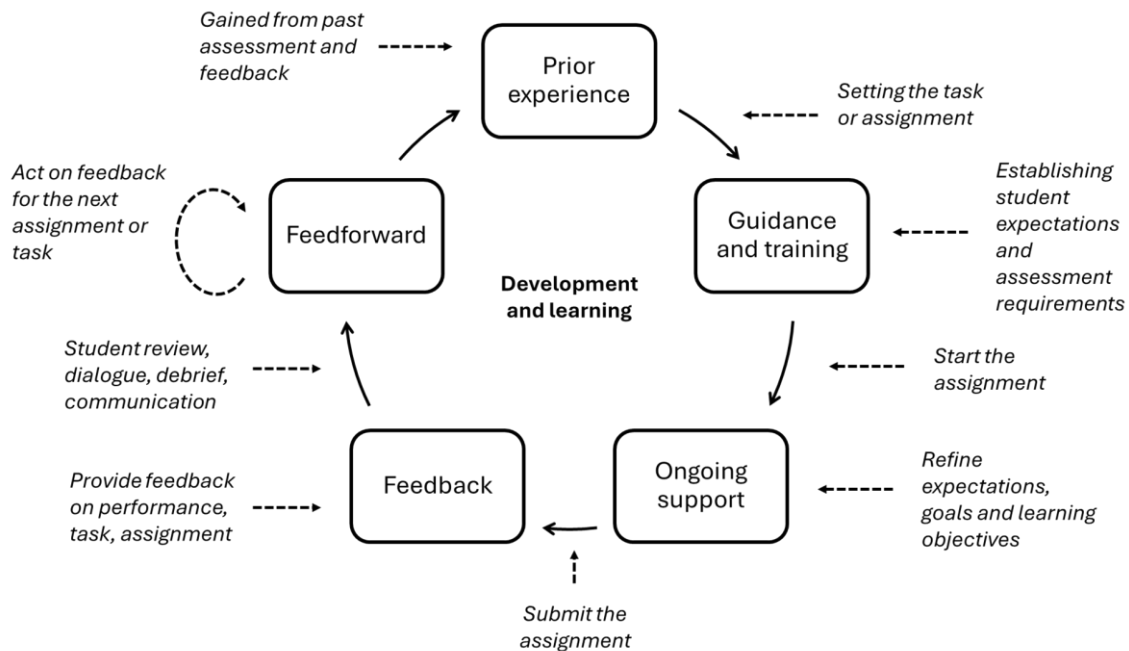 Gained from past
assessment and
feedback
Prior
experience
Setting the task
or assignment
Act on feedback
for the next
assignment or
task
Feedforward
Guidance
and training
Establishing
student
expectations
and
assessment
requirements
Development
and learning
Student review,
dialogue, debrief,
communication
Start the
assignment
Provide feedback
on performance,
task, assignment
Feedback
Ongoing
support
Refine
expectations,
goals and learning
objectives
Submit the
assignment